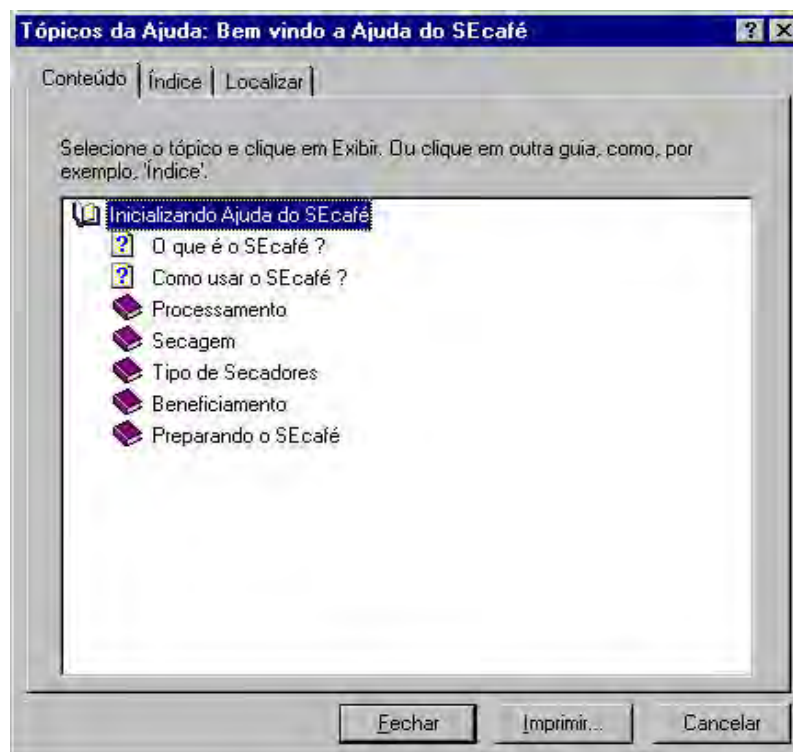 Tópicos da Ajuda: Bem vindo a Ajuda do SEcafé
Conteúdo Índice Localizar
Selecione o tópico e clique em Exibir. Ou clique em outra guia, como, por
exemplo, 'Índice'.
Inicializando Ajuda do SEcafé
O que é o SEcafé ?
Como usar o SEcafé ?
Processamento
Secagem
Tipo de Secadores
Beneficiamento
Preparando o SEcafé
Fechar Imprimir... Cancelar